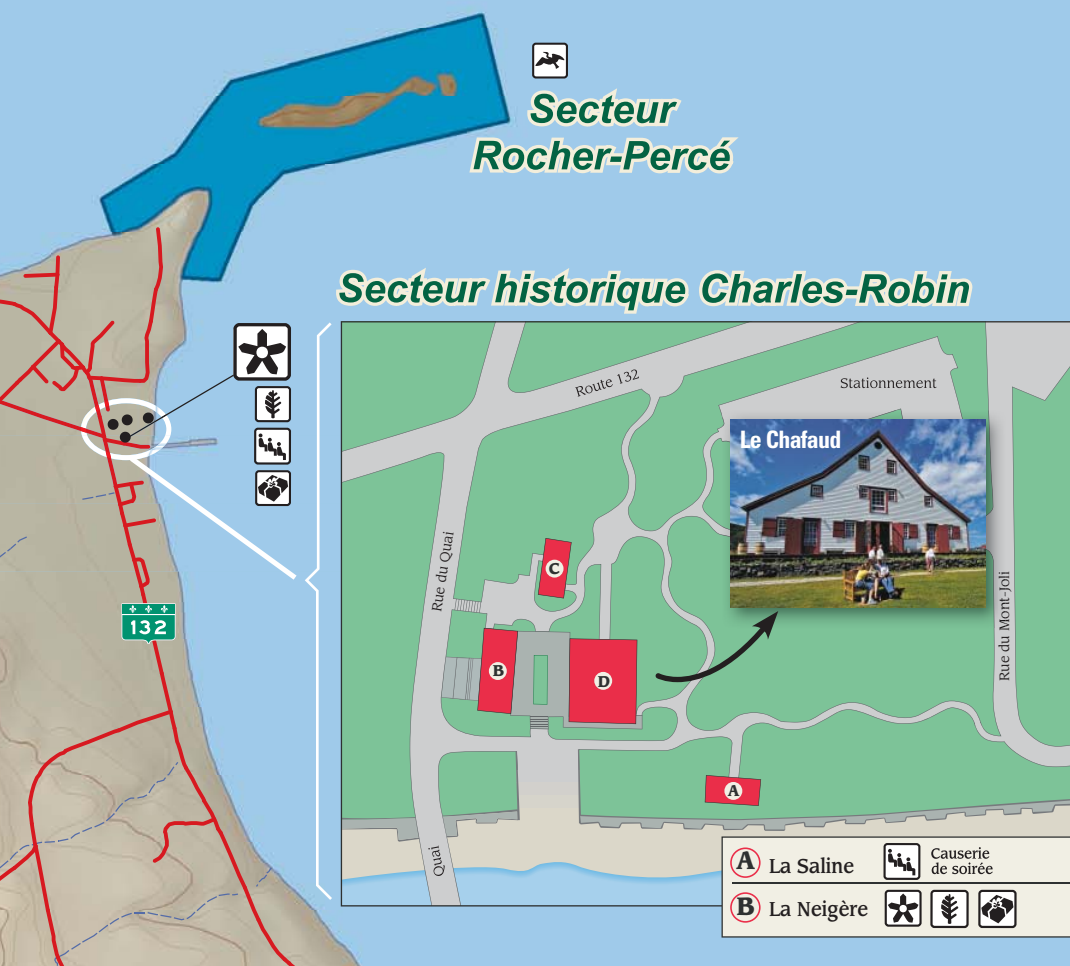 Secteur
Rocher-Percé
Secteur historique Charles-Robin
Route 132
Stationnement
Le Chafaud
Rue du Quai
C
B
D
Rue du Mont-Joli
132
A
Quai
A La Saline
Causerie
de soirée
B La Neigère